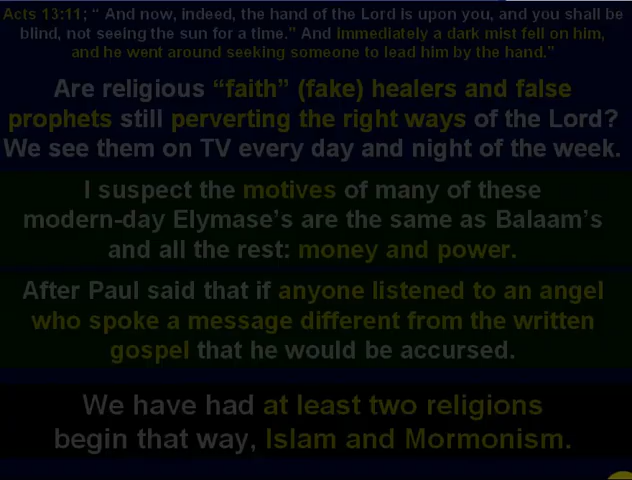 Acts 13:11; “ And now, indeed, the hand of the Lord is upon you, and you shall be
blind, not seeing the sun for a time.” And Immediately a dark mist fell on him,
and he went around seeking someone to lead him by the hand.”
Are religious “faith” (fake) healers and false
prophets still perverting the right ways of the Lord?
We see them on TV every day and night of the week.
I suspect the motives of many of these
modern-day Elymase’s are the same as Balaam’s
and all the rest: money and power.
After Paul said that if anyone listened to an angel
who spoke a message different from the written
gospel that he would be accursed.
We have had at least two religions
begin that way, Islam and Mormonism.